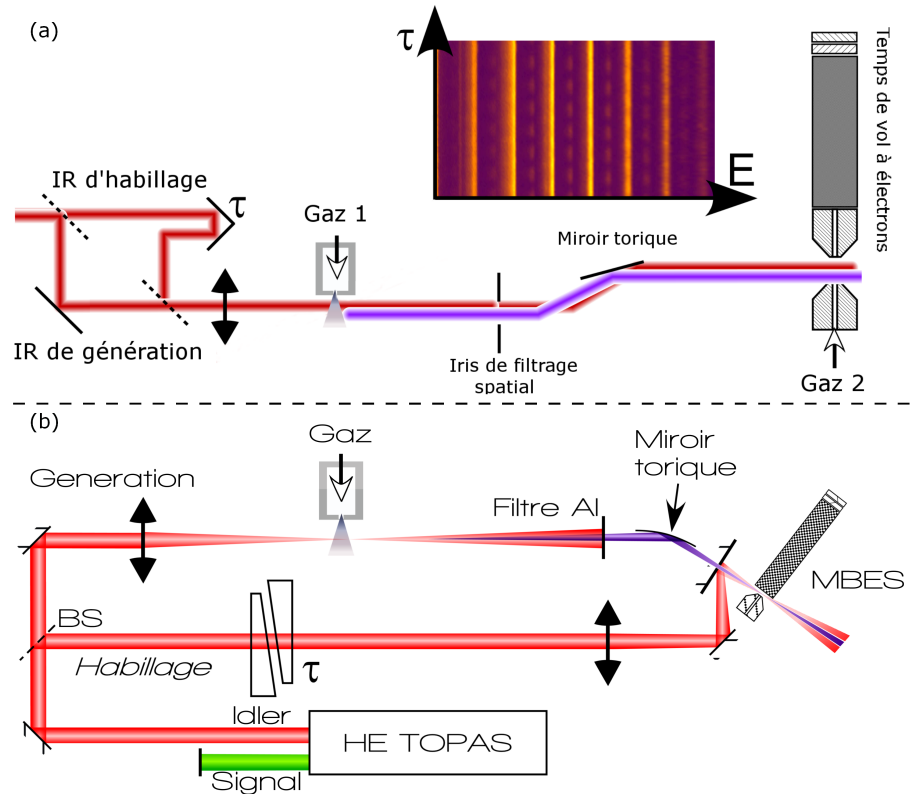 (a)
τ
E
IR d'habillage
τ
Gaz 1
Miroir torique
IR de génération
Iris de filtrage
spatial
Temps de vol à électrons
Gaz 2
(b)
Generation
Gaz
Filtre Al
Miroir
torique
MBES
BS
Habillage
τ
Idler
HE TOPAS
Signal